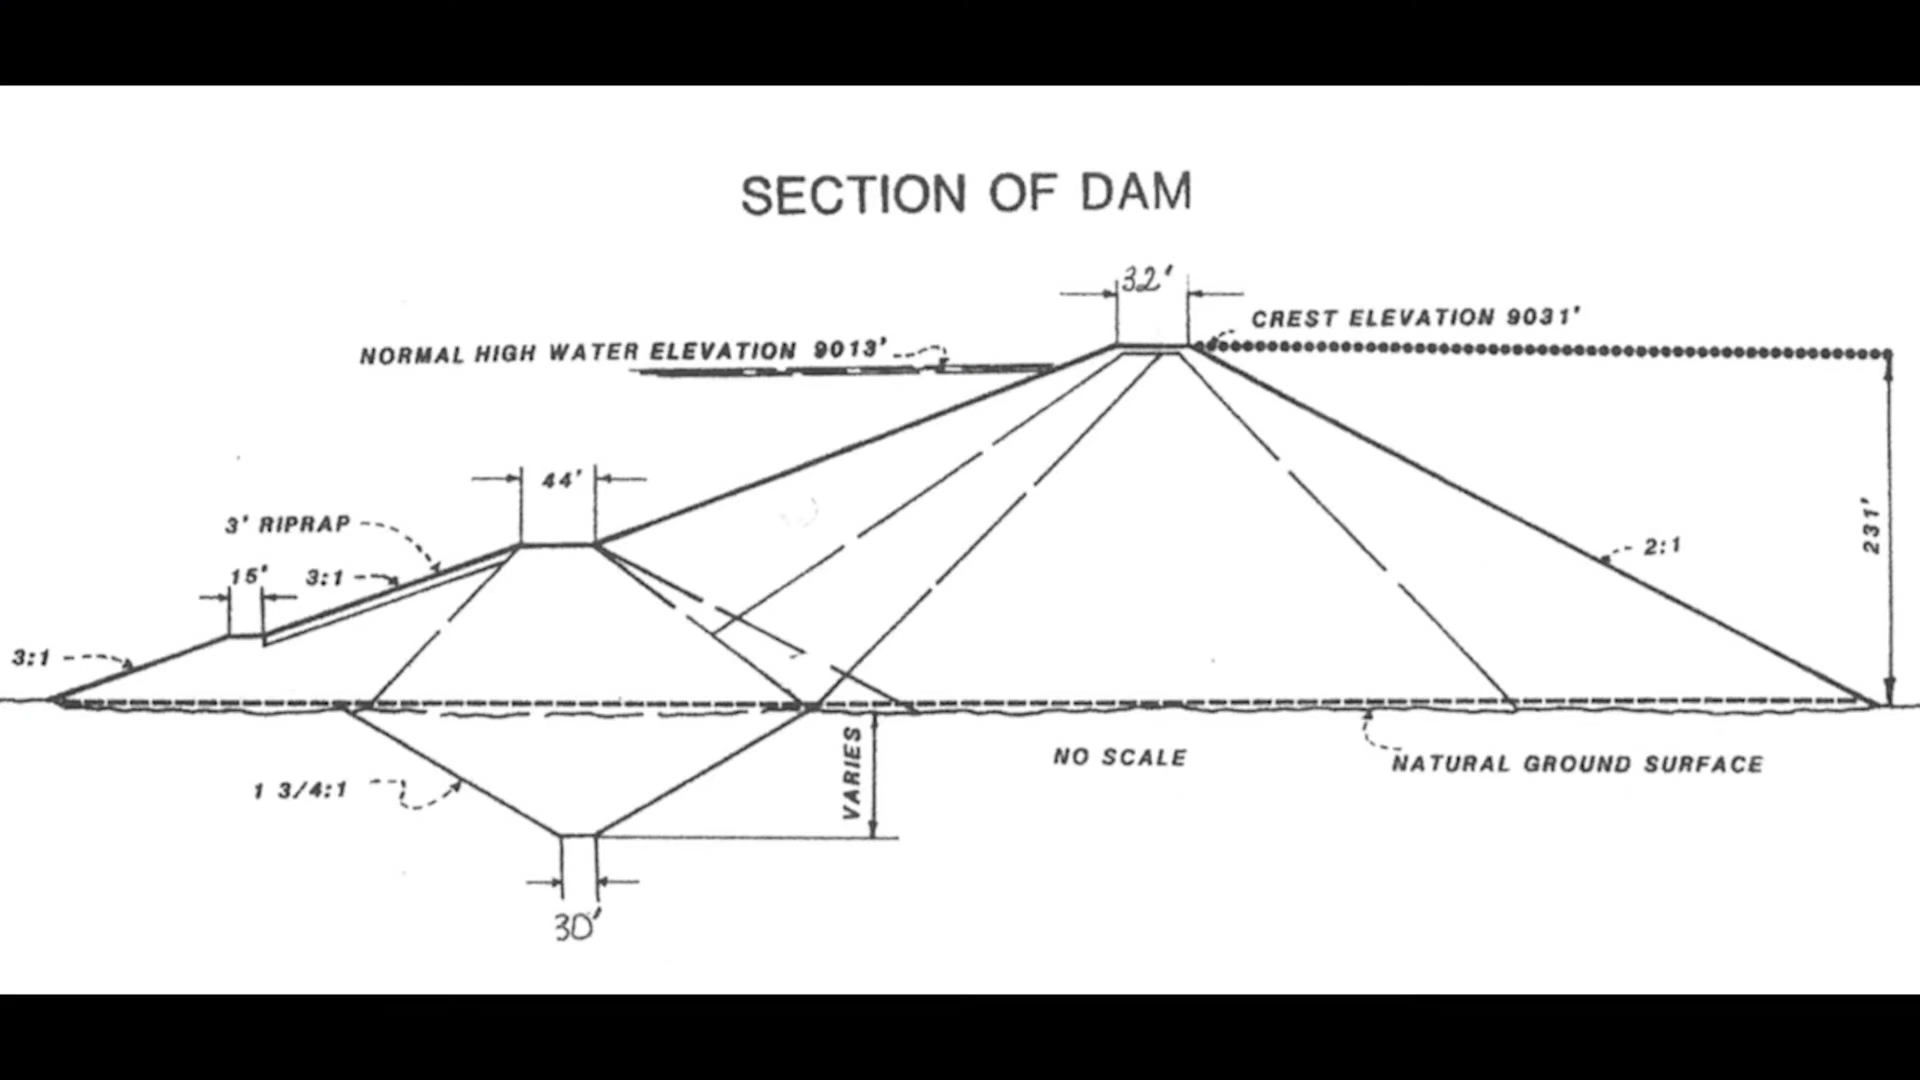 SECTION OF DAM
32'
CREST ELEVATION 9031'
NORMAL HIGH WATER ELEVATION 9013'
44'
3' RIPRAP
231'
2:1
15'
3:1
3:1
VARIES
NO SCALE
NATURAL GROUND SURFACE
1 3/4:1
30'